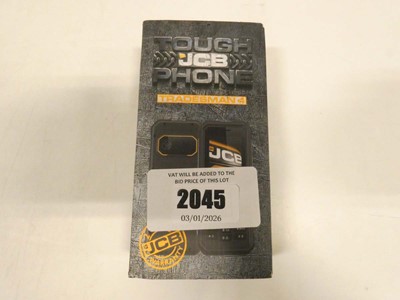 TOUGH
JCB
PHONE
TRADESMAN 4
JCB
VAT WILL BE ADDED TO THE
BID PRICE OF THIS LOT
2045
03/01/2026
JCB